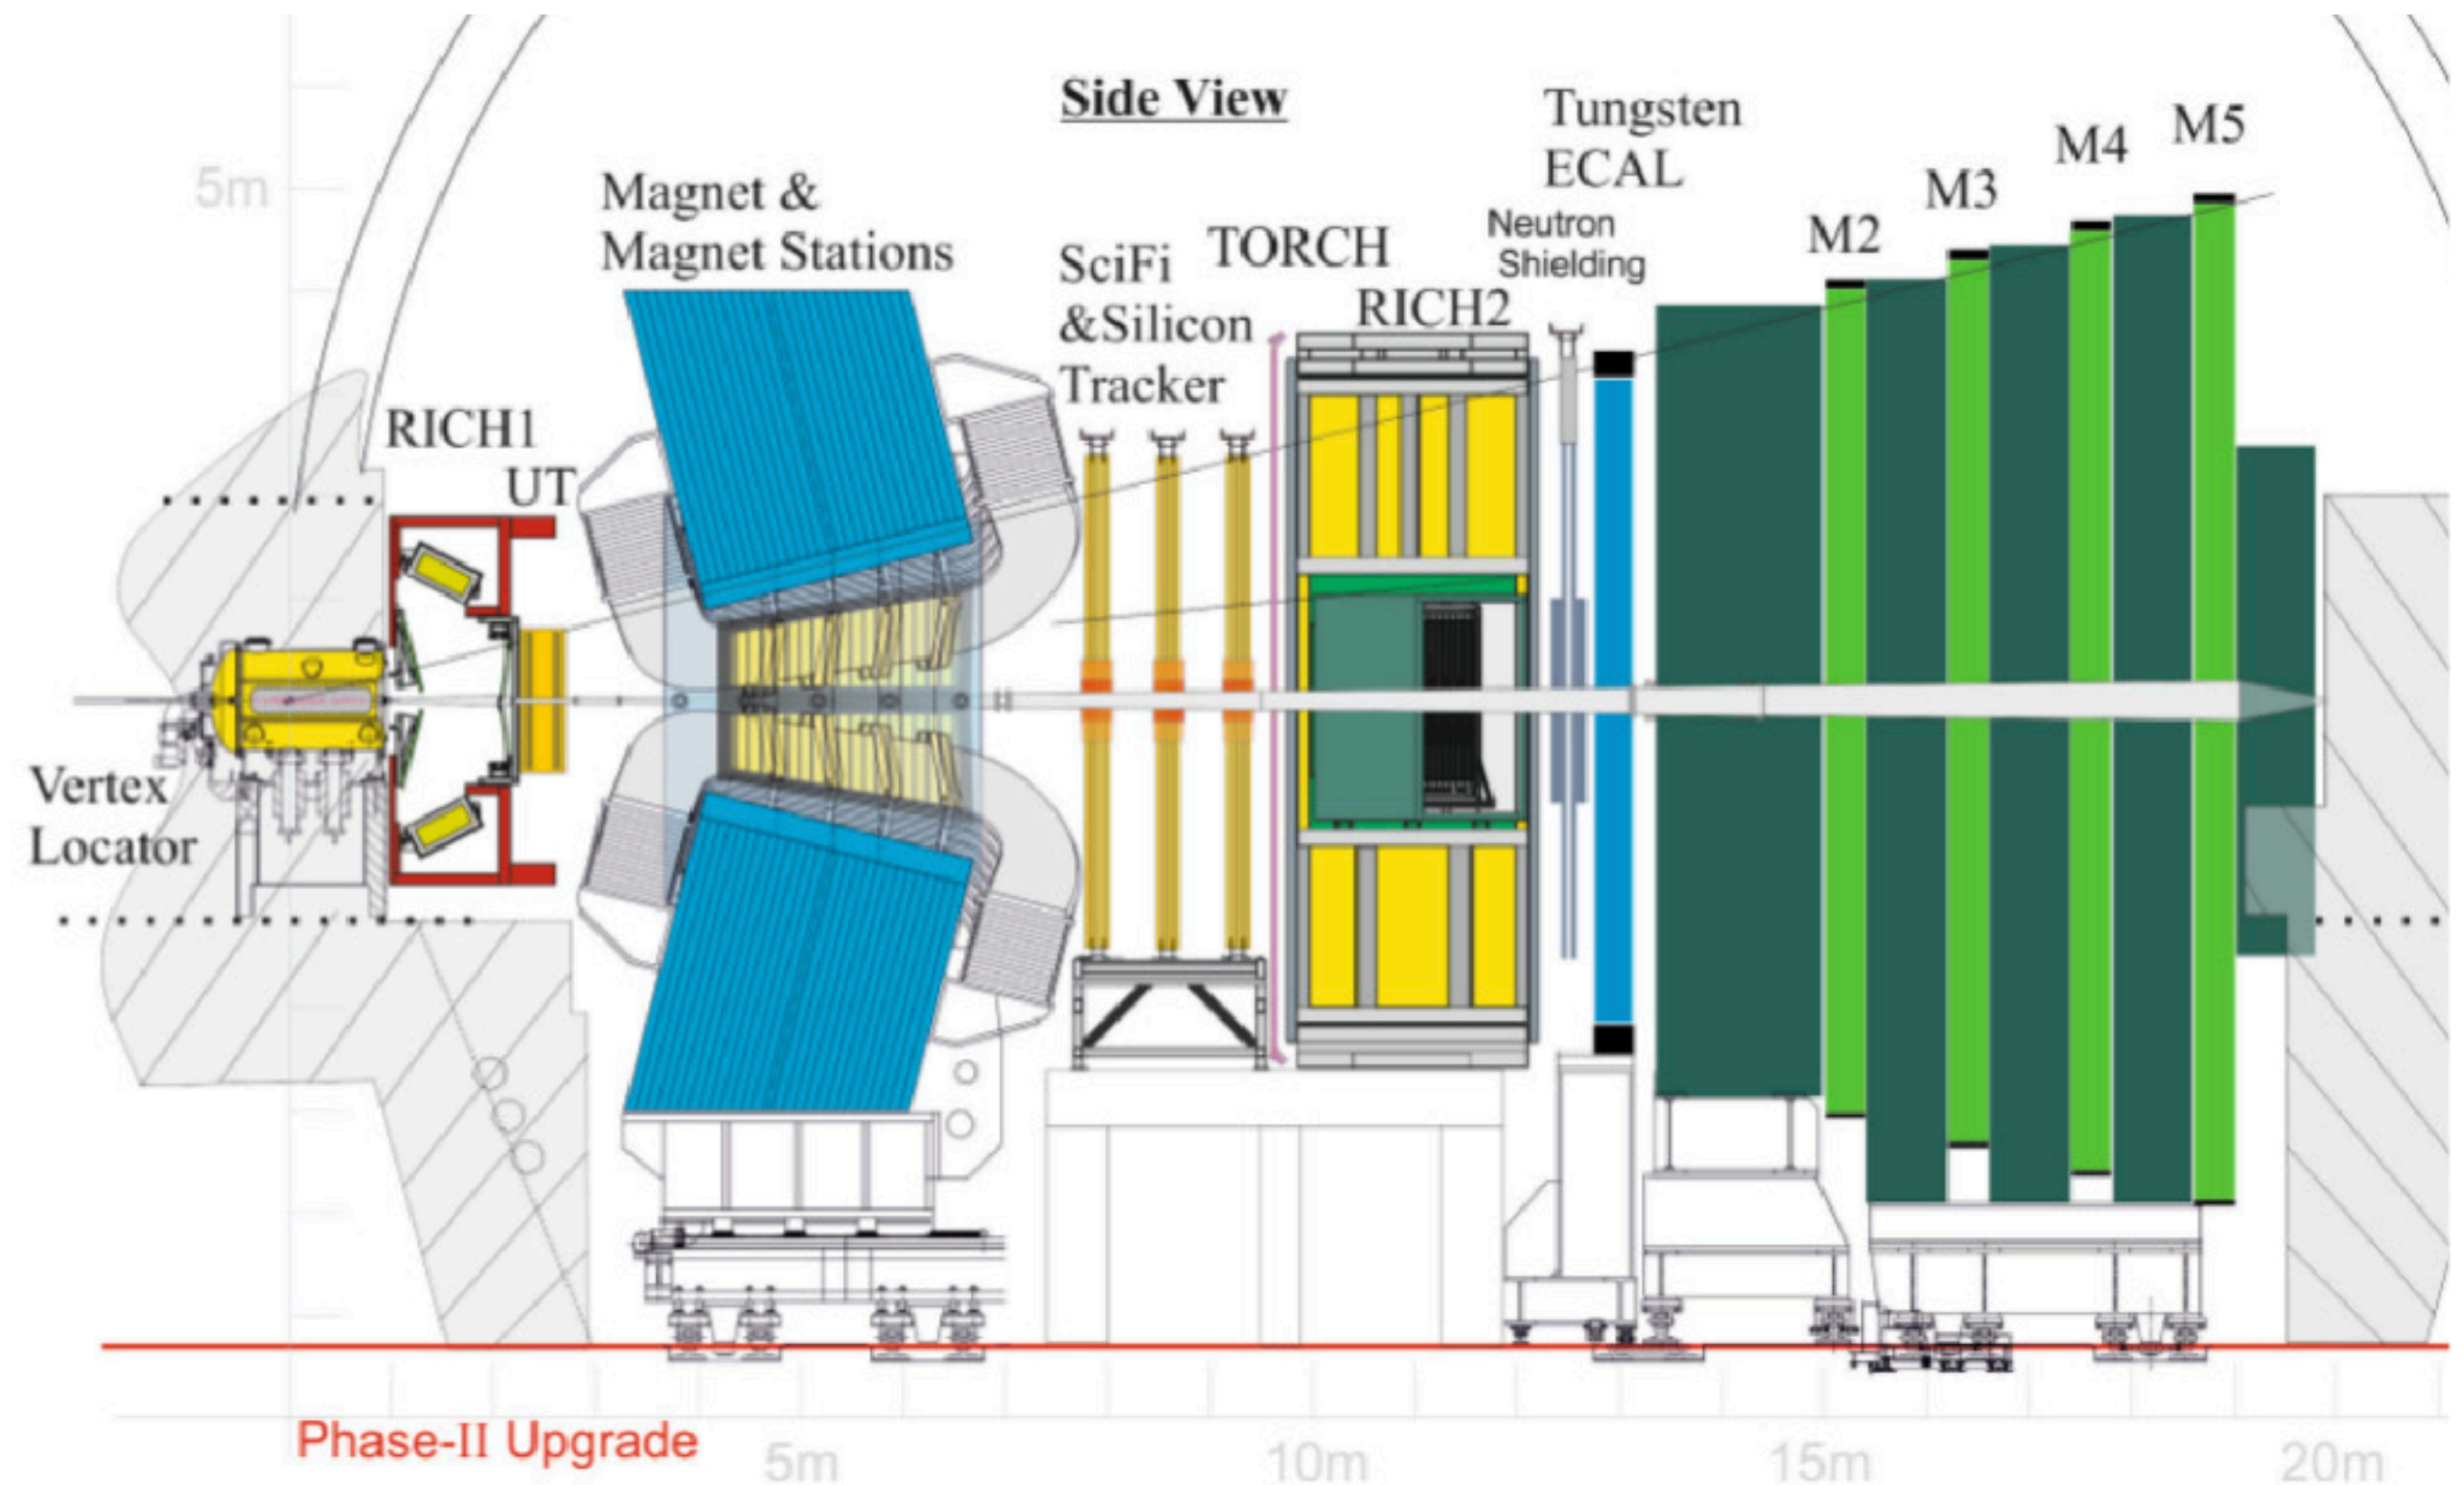 Side View
5m
Magnet &
Magnet Stations
SciFi
&Silicon
Tracker
TORCH
RICH2
Tungsten
ECAL
Neutron
Shielding
M2
M3
M4
M5
RICH1
UT
Vertex
Locator
Phase-II Upgrade
5m
10m
15m
20m